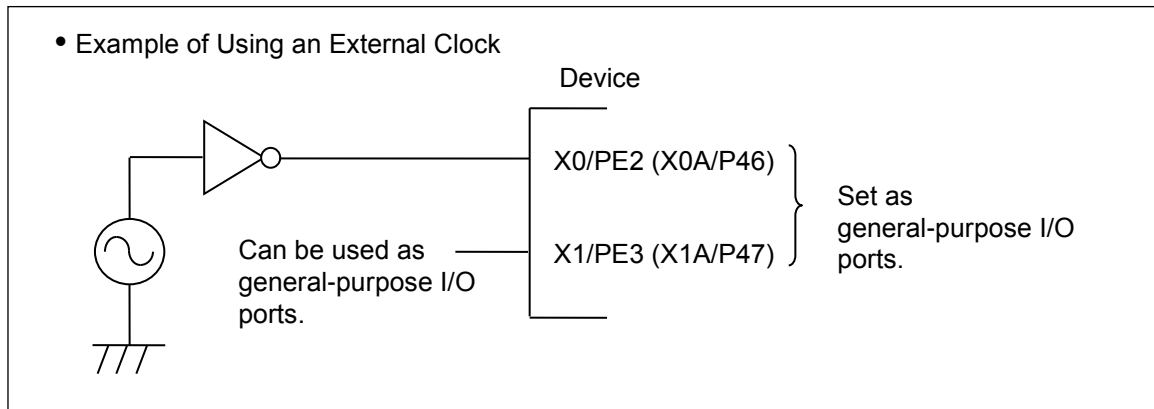 • Example of Using an External Clock
Device
X0/PE2 (X0A/P46)
Set as
general-purpose I/O
ports.
X1/PE3 (X1A/P47)
Can be used as
general-purpose I/O
ports.